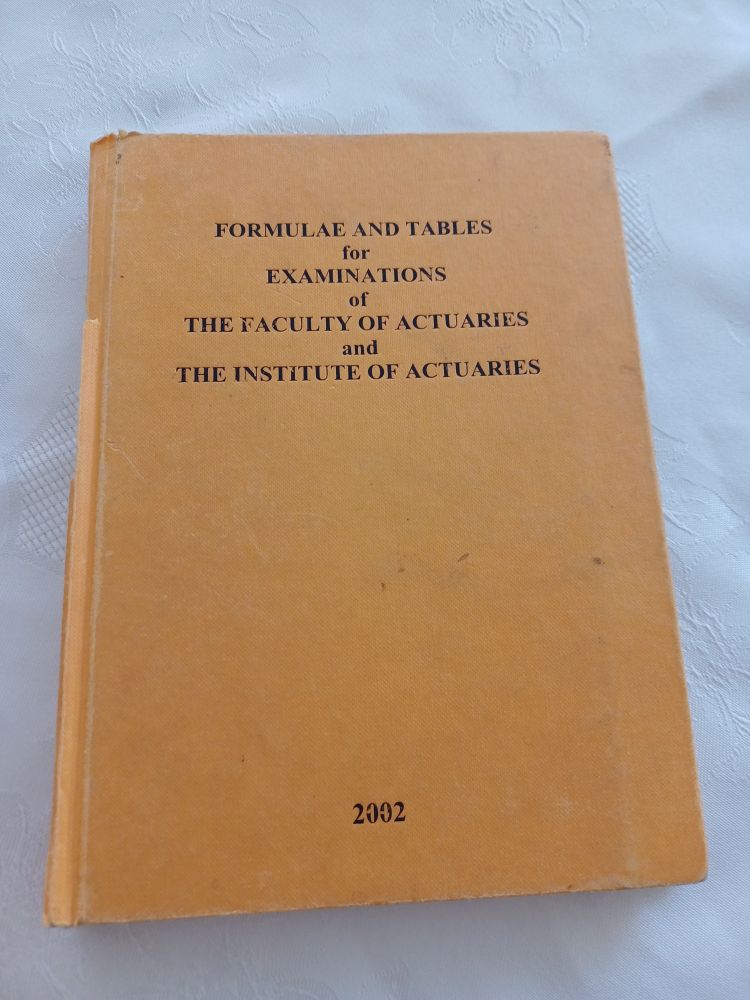 FORMULAE AND TABLES
for
EXAMINATIONS
of
THE FACULTY OF ACTUARIES
and
THE INSTITUTE OF ACTUARIES
2002